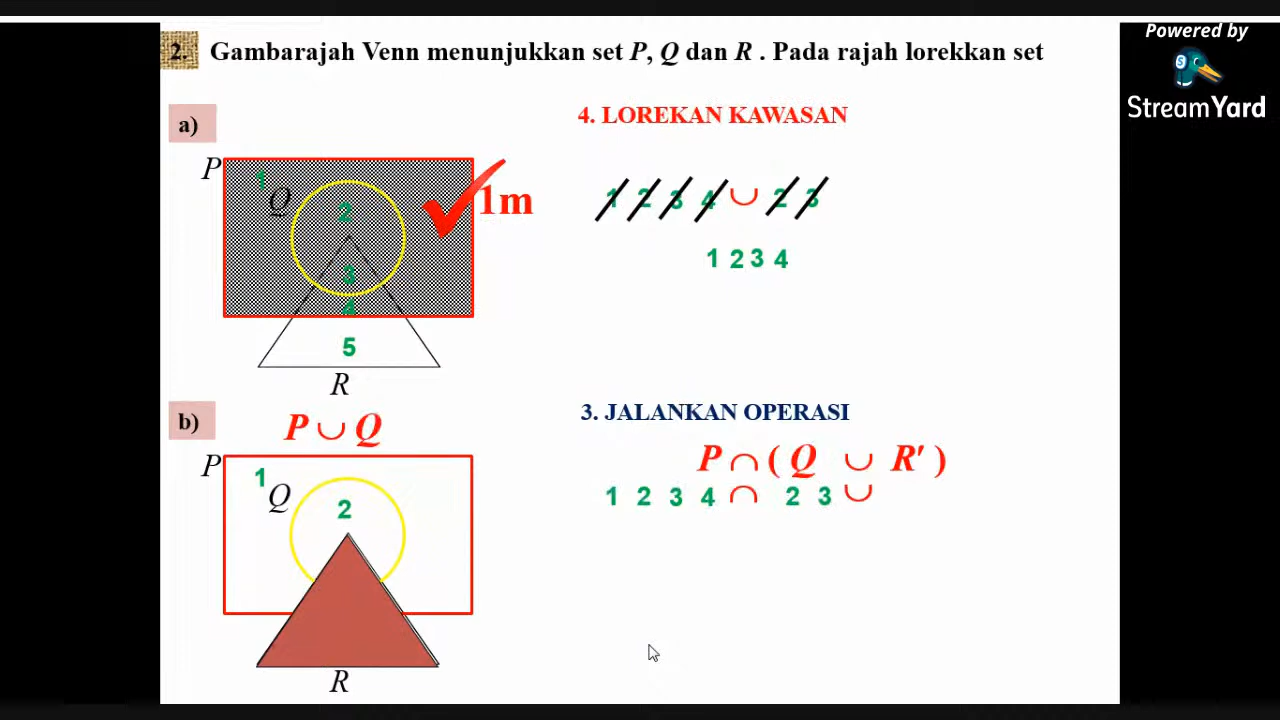 Powered by
StreamYard
2. Gambarajah Venn menunjukkan set P, Q dan R . Pada rajah lorekkan set
a)
4. LOREKAN KAWASAN
P
1
Q
2
3
4
5
R
1m
1 2 3 4 ∪ 2 3
1 2 3 4
b)
P ∪ Q
3. JALANKAN OPERASI
P ∩ ( Q ∪ R' )
1 2 3 4 ∩ 2 3 ∪
P
1
Q
2
R